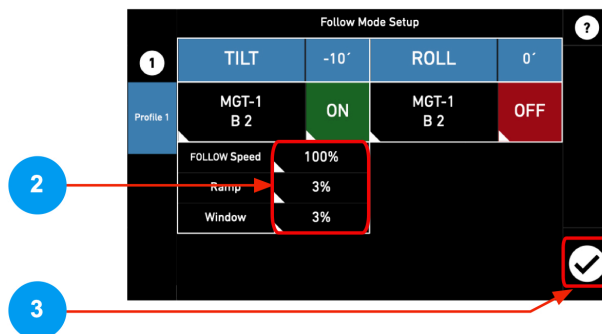 Follow Mode Setup
?
1
TILT -10´ ROLL 0´
Profile 1
MGT-1
B 2
ON
MGT-1
B 2
OFF
FOLLOW Speed 100%
2
Ramp 3%
Window 3%
3